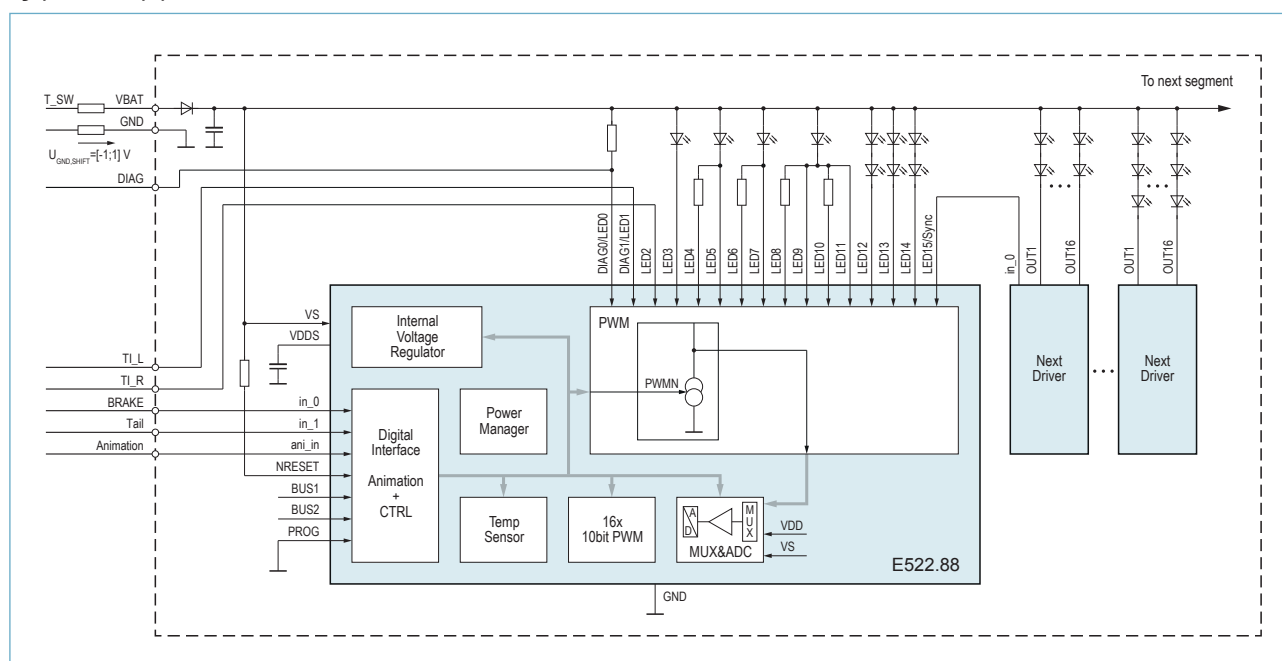 To next segment
T_SW
VBAT
GND
U_GND,SHIFT=[-1;1] V
DIAG
DIAG0/LED0
DIAG1/LED1
LED2
LED3
LED4
LED5
LED6
LED7
LED8
LED9
LED10
LED11
LED12
LED13
LED14
LED15/Sync
in_0
OUT1
OUT16
OUT1
OUT16
VS
VDDS
Internal
Voltage
Regulator
PWM
PWMN
Next
Driver
Next
Driver
TI_L
TI_R
BRAKE
in_0
Tail
in_1
Animation
ani_in
NRESET
BUS1
BUS2
PROG
Digital
Interface
Animation
+
CTRL
Power
Manager
Temp
Sensor
16x
10bit PWM
A
D
MUX
MUX&ADC
VDD
VS
E522.88
GND